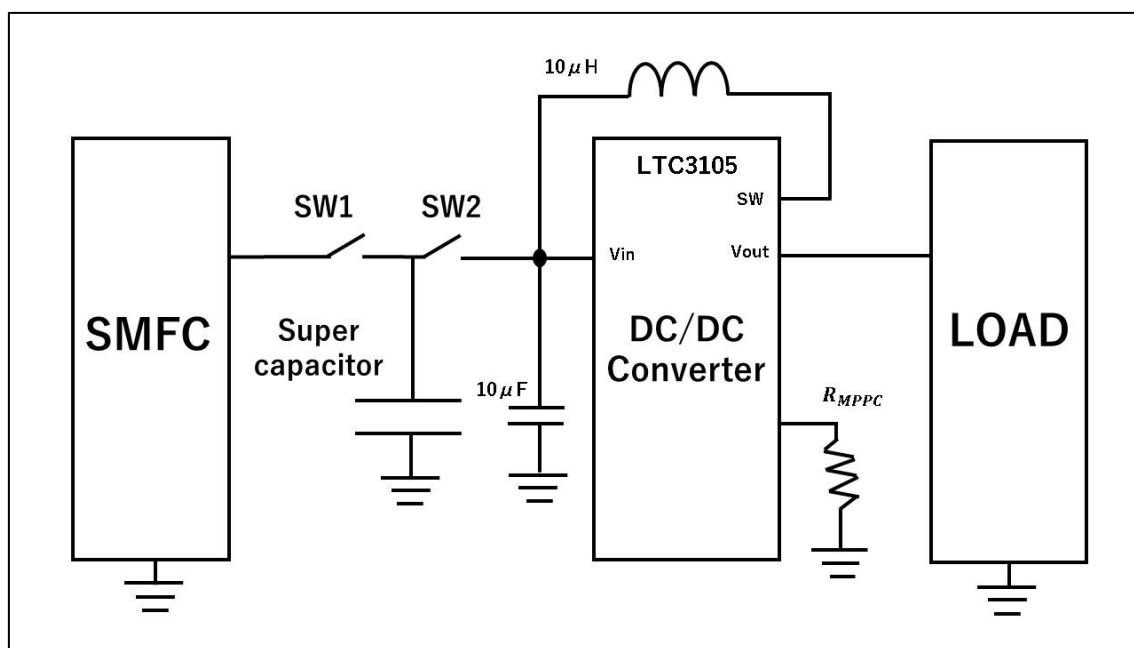 10μH
LTC3105
SW
SW1
SW2
Vin
Vout
SMFC
Super
capacitor
DC/DC
Converter
LOAD
10μF
R_MPPC